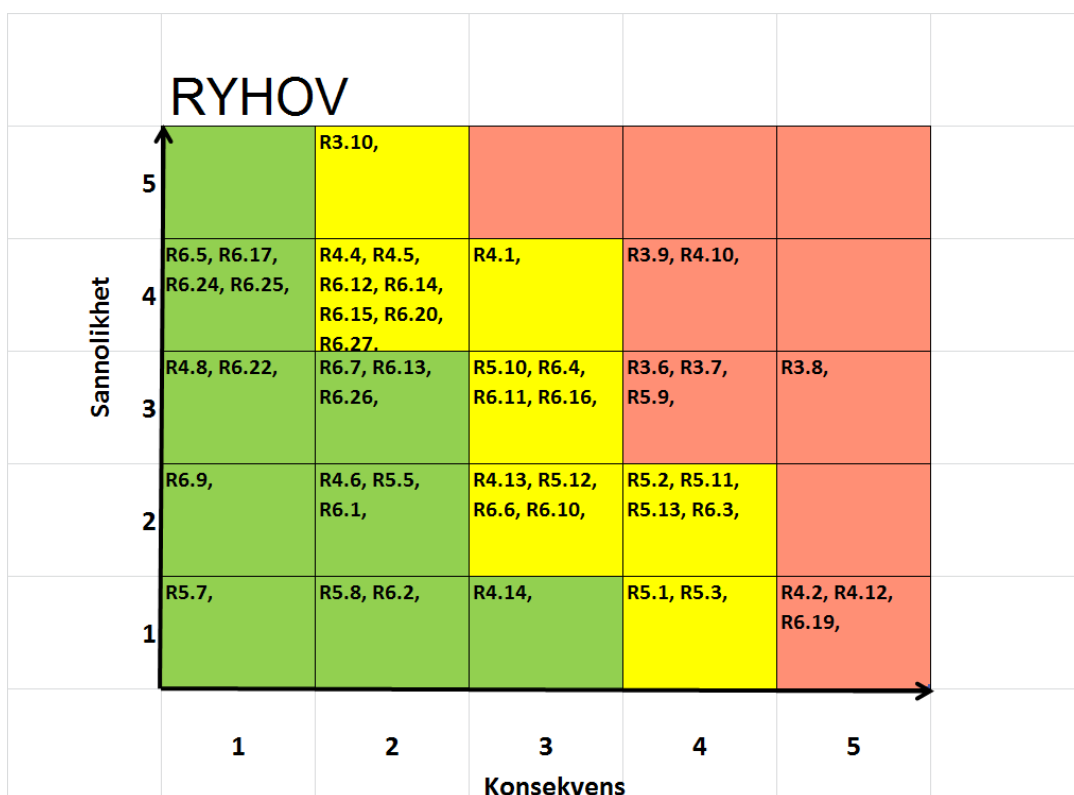 RYHOV
Sannolikhet
5
R3.10,
4
R6.5, R6.17,
R6.24, R6.25,
R4.4, R4.5,
R6.12, R6.14,
R6.15, R6.20,
R6.27,
R4.1,
R3.9, R4.10,
3
R4.8, R6.22,
R6.7, R6.13,
R6.26,
R5.10, R6.4,
R6.11, R6.16,
R3.6, R3.7,
R5.9,
R3.8,
2
R6.9,
R4.6, R5.5,
R6.1,
R4.13, R5.12,
R6.6, R6.10,
R5.2, R5.11,
R5.13, R6.3,
1
R5.7,
R5.8, R6.2,
R4.14,
R5.1, R5.3,
R4.2, R4.12,
R6.19,
1 2 3 4 5
Konsekvens